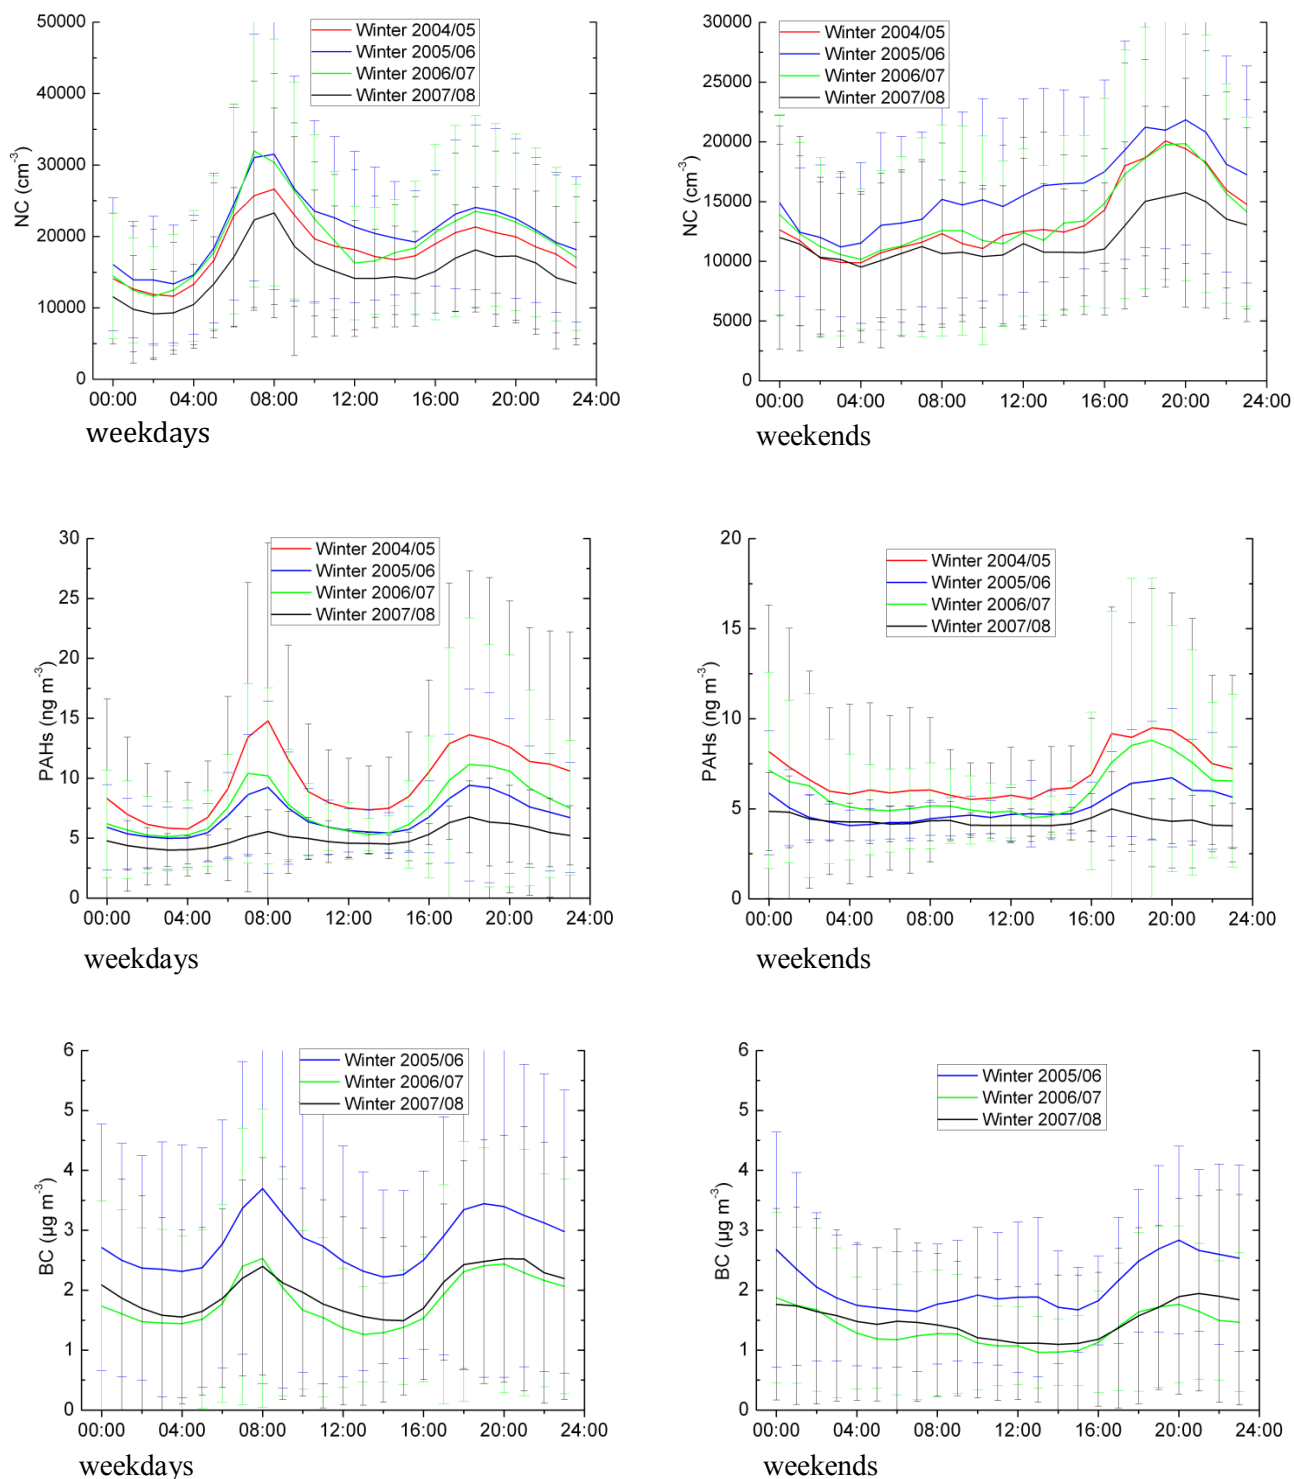 50000
40000
30000
20000
10000
0
NC (cm⁻³)
Winter 2004/05
Winter 2005/06
Winter 2006/07
Winter 2007/08
00:00 04:00 08:00 12:00 16:00 20:00 24:00
weekdays
30000
25000
20000
15000
10000
5000
0
NC (cm⁻³)
Winter 2004/05
Winter 2005/06
Winter 2006/07
Winter 2007/08
00:00 04:00 08:00 12:00 16:00 20:00 24:00
weekends
30
25
20
15
10
5
0
PAHs (ng m⁻³)
Winter 2004/05
Winter 2005/06
Winter 2006/07
Winter 2007/08
00:00 04:00 08:00 12:00 16:00 20:00 24:00
weekdays
20
15
10
5
0
PAHs (ng m⁻³)
Winter 2004/05
Winter 2005/06
Winter 2006/07
Winter 2007/08
00:00 04:00 08:00 12:00 16:00 20:00 24:00
weekends
6
5
4
3
2
1
0
BC (µg m⁻³)
Winter 2005/06
Winter 2006/07
Winter 2007/08
00:00 04:00 08:00 12:00 16:00 20:00 24:00
weekdays
6
5
4
3
2
1
0
BC (µg m⁻³)
Winter 2005/06
Winter 2006/07
Winter 2007/08
00:00 04:00 08:00 12:00 16:00 20:00 24:00
weekends